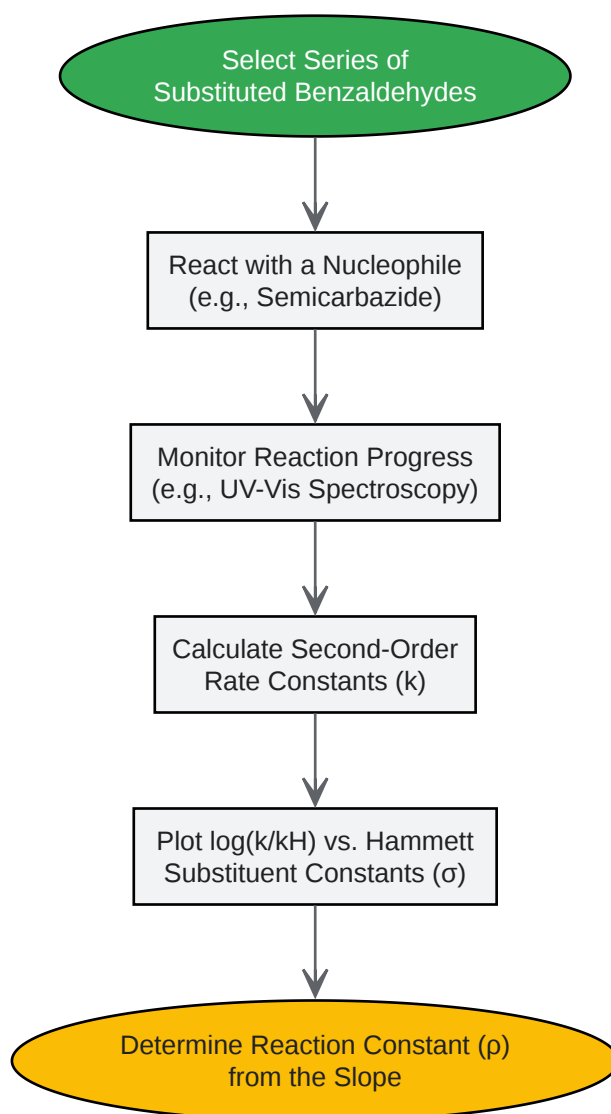 Select Series of
Substituted Benzaldehydes
React with a Nucleophile
(e.g., Semicarbazide)
Monitor Reaction Progress
(e.g., UV-Vis Spectroscopy)
Calculate Second-Order
Rate Constants (k)
Plot log(k/kH) vs. Hammett
Substituent Constants (σ)
Determine Reaction Constant (ρ)
from the Slope